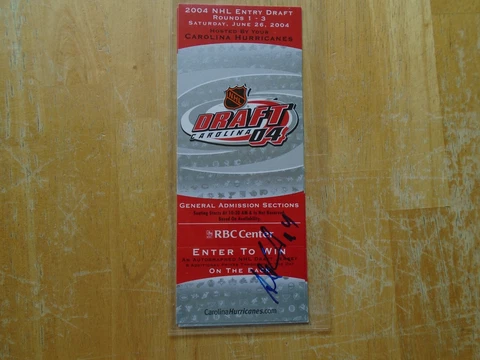 2004 NHL Entry Draft
Rounds 1 - 3
Saturday, June 26, 2004
Hosted By Your
Carolina Hurricanes
NHL
DRAFT
CAROLINA 04
General Admission Sections
RBC Center
Enter To Win
On The
CarolinaHurricanes.com